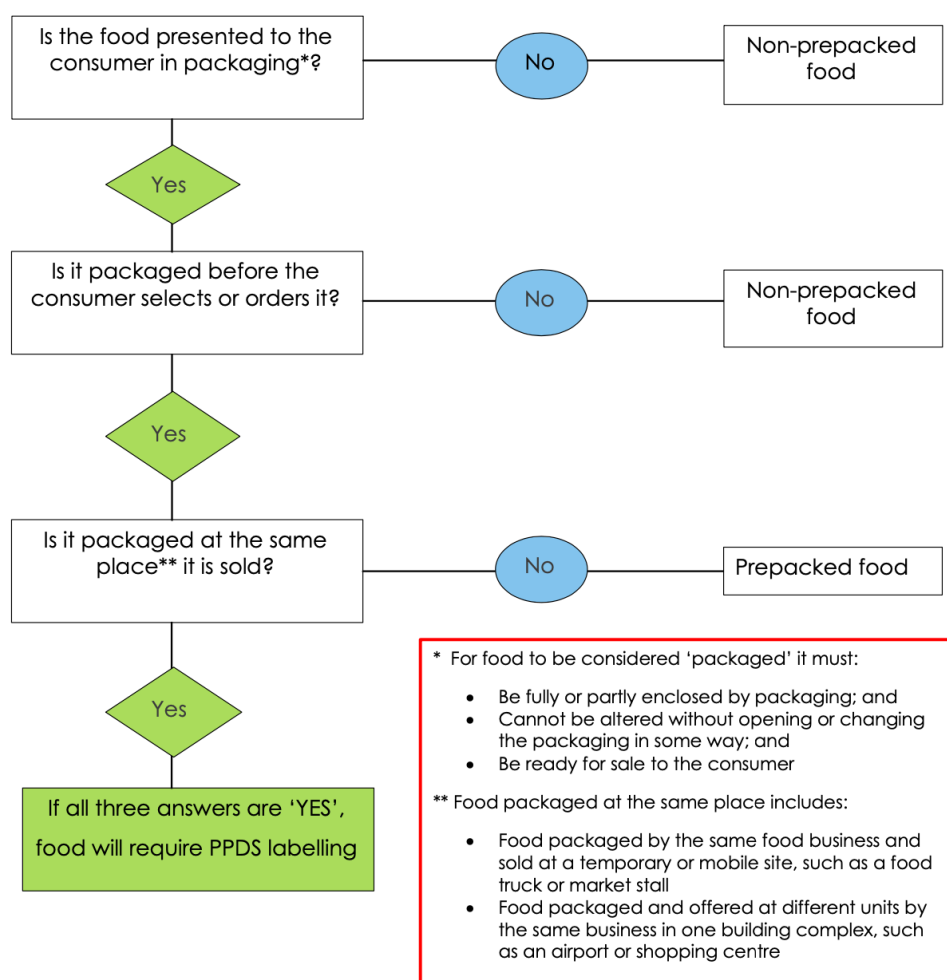 Is the food presented to the
consumer in packaging*?
No
Non-prepacked
food
Yes
Is it packaged before the
consumer selects or orders it?
No
Non-prepacked
food
Yes
Is it packaged at the same
place** it is sold?
No
Prepacked food
Yes
If all three answers are ‘YES’,
food will require PPDS labelling
* For food to be considered ‘packaged’ it must:
• Be fully or partly enclosed by packaging; and
• Cannot be altered without opening or changing
the packaging in some way; and
• Be ready for sale to the consumer
** Food packaged at the same place includes:
• Food packaged by the same food business and
sold at a temporary or mobile site, such as a food
truck or market stall
• Food packaged and offered at different units by
the same business in one building complex, such
as an airport or shopping centre